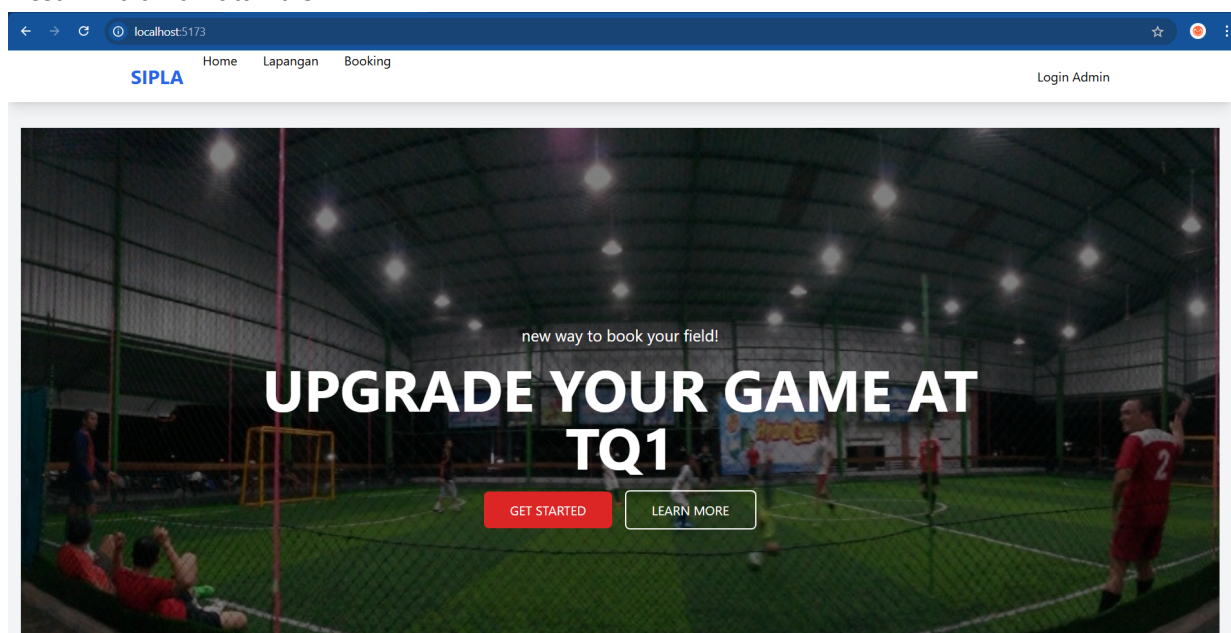 localhost:5173
SIPLA
Home Lapangan Booking
Login Admin
new way to book your field!
UPGRADE YOUR GAME AT
TQ1
GET STARTED LEARN MORE
2